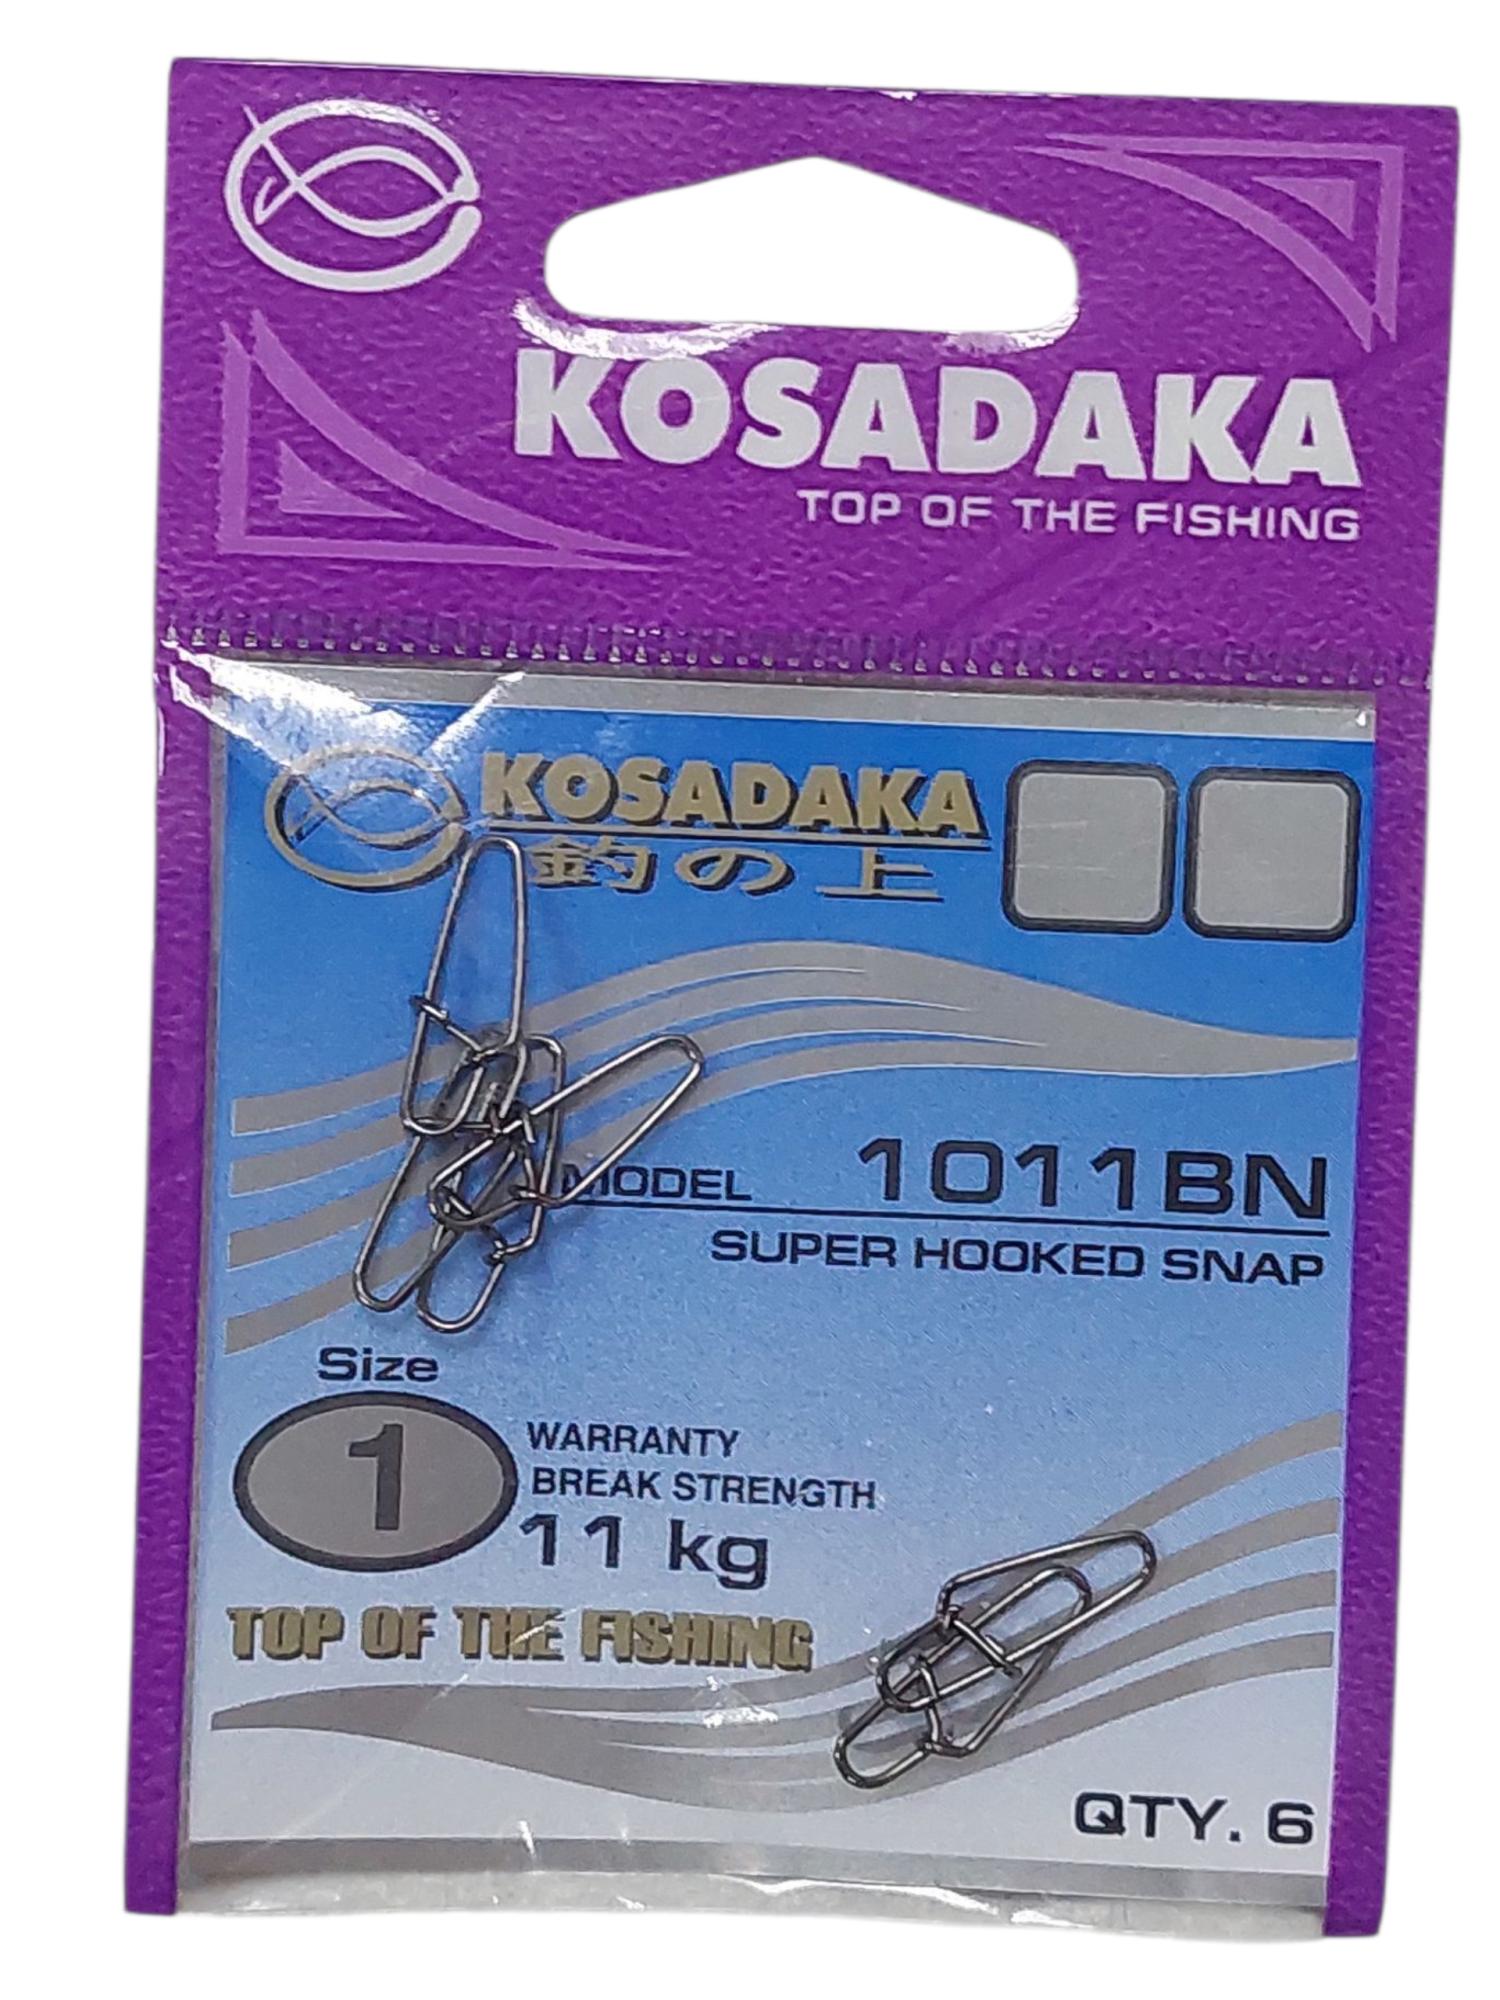 KOSADAKA
TOP OF THE FISHING
KOSADAKA
釣の上
MODEL 1011BN
SUPER HOOKED SNAP
Size
1
WARRANTY
BREAK STRENGTH
11 kg
TOP OF THE FISHING
QTY. 6